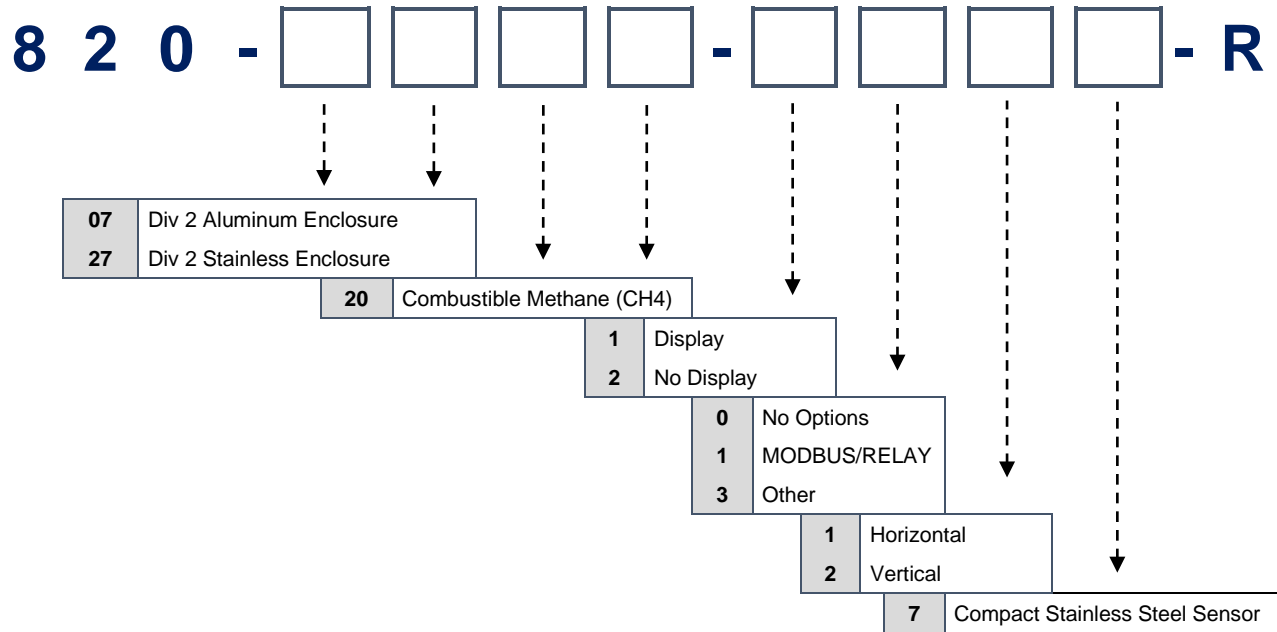 8 2 0 - - - R
07 Div 2 Aluminum Enclosure
27 Div 2 Stainless Enclosure
20 Combustible Methane (CH4)
1 Display
2 No Display
0 No Options
1 MODBUS/RELAY
3 Other
1 Horizontal
2 Vertical
7 Compact Stainless Steel Sensor